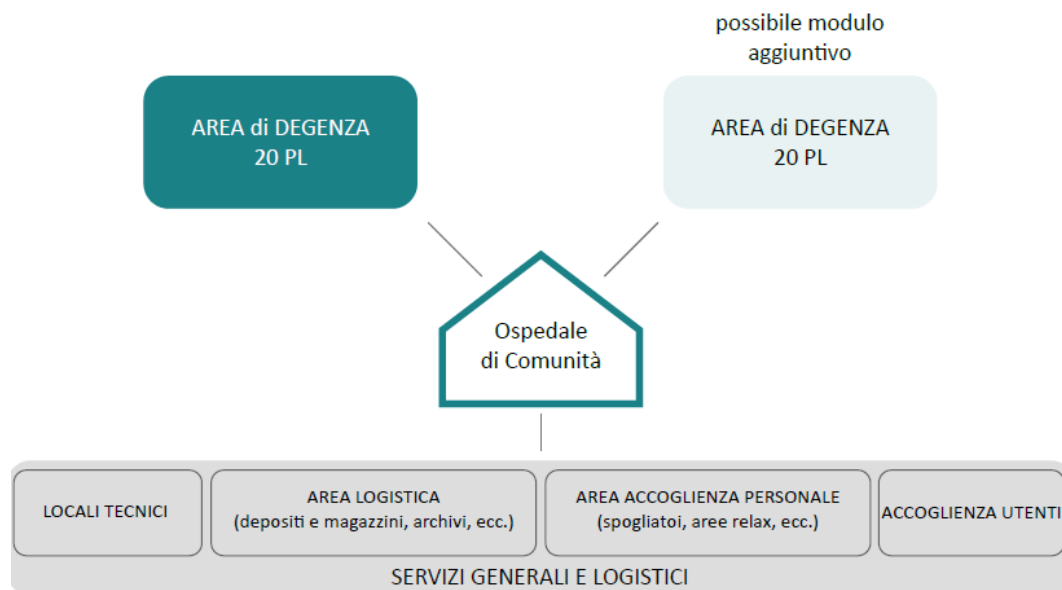 possibile modulo
aggiuntivo
AREA di DEGENZA
20 PL
AREA di DEGENZA
20 PL
Ospedale
di Comunità
LOCALI TECNICI
AREA LOGISTICA
(depositi e magazzini, archivi, ecc.)
AREA ACCOGLIENZA PERSONALE
(spogliatoi, aree relax, ecc.)
ACCOGLIENZA UTENTI
SERVIZI GENERALI E LOGISTICI